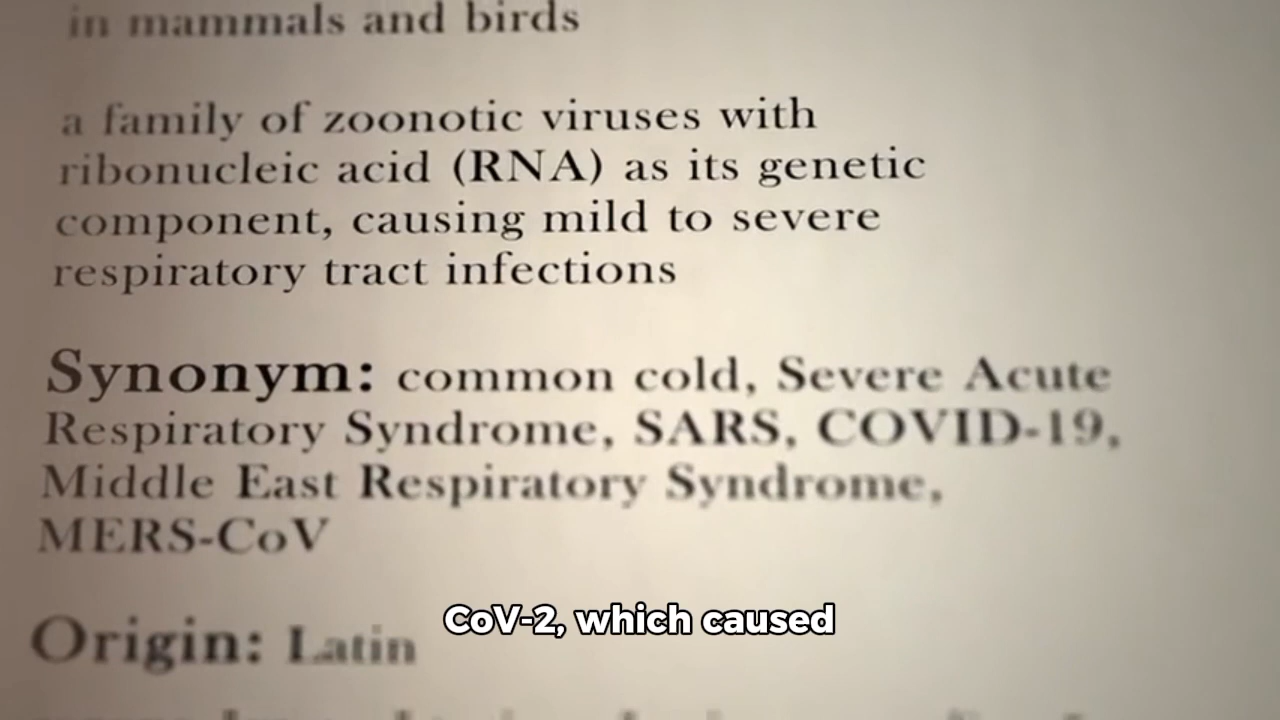 in mammals and birds
a family of zoonotic viruses with
ribonucleic acid (RNA) as its genetic
component, causing mild to severe
respiratory tract infections
Synonym: common cold, Severe Acute
Respiratory Syndrome, SARS, COVID-19,
Middle East Respiratory Syndrome,
MERS-CoV
CoV-2, which caused
Origin: Latin